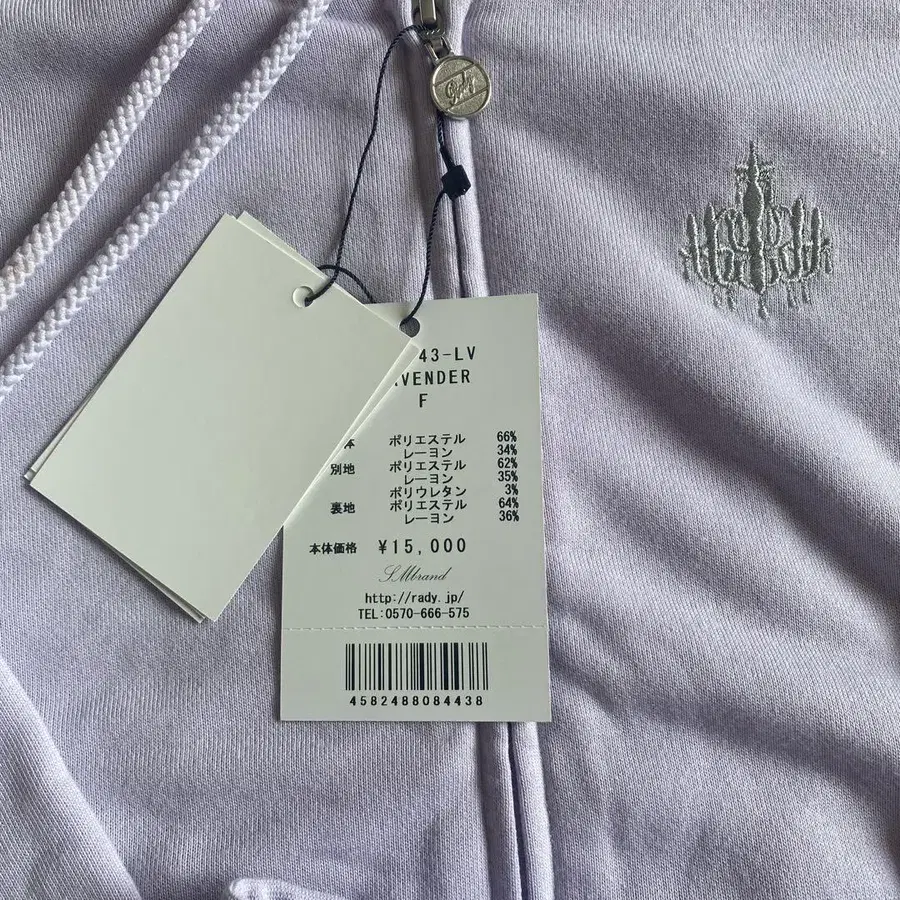 Rady
43-LV
VENDER
F
体 ポリエステル 66%
レーヨン 34%
別地 ポリエステル 62%
レーヨン 35%
ポリウレタン 3%
裏地 ポリエステル 64%
レーヨン 36%
本体価格 ¥15,000
SMbrand
http://rady.jp/
TEL:0570-666-575
4582488084438